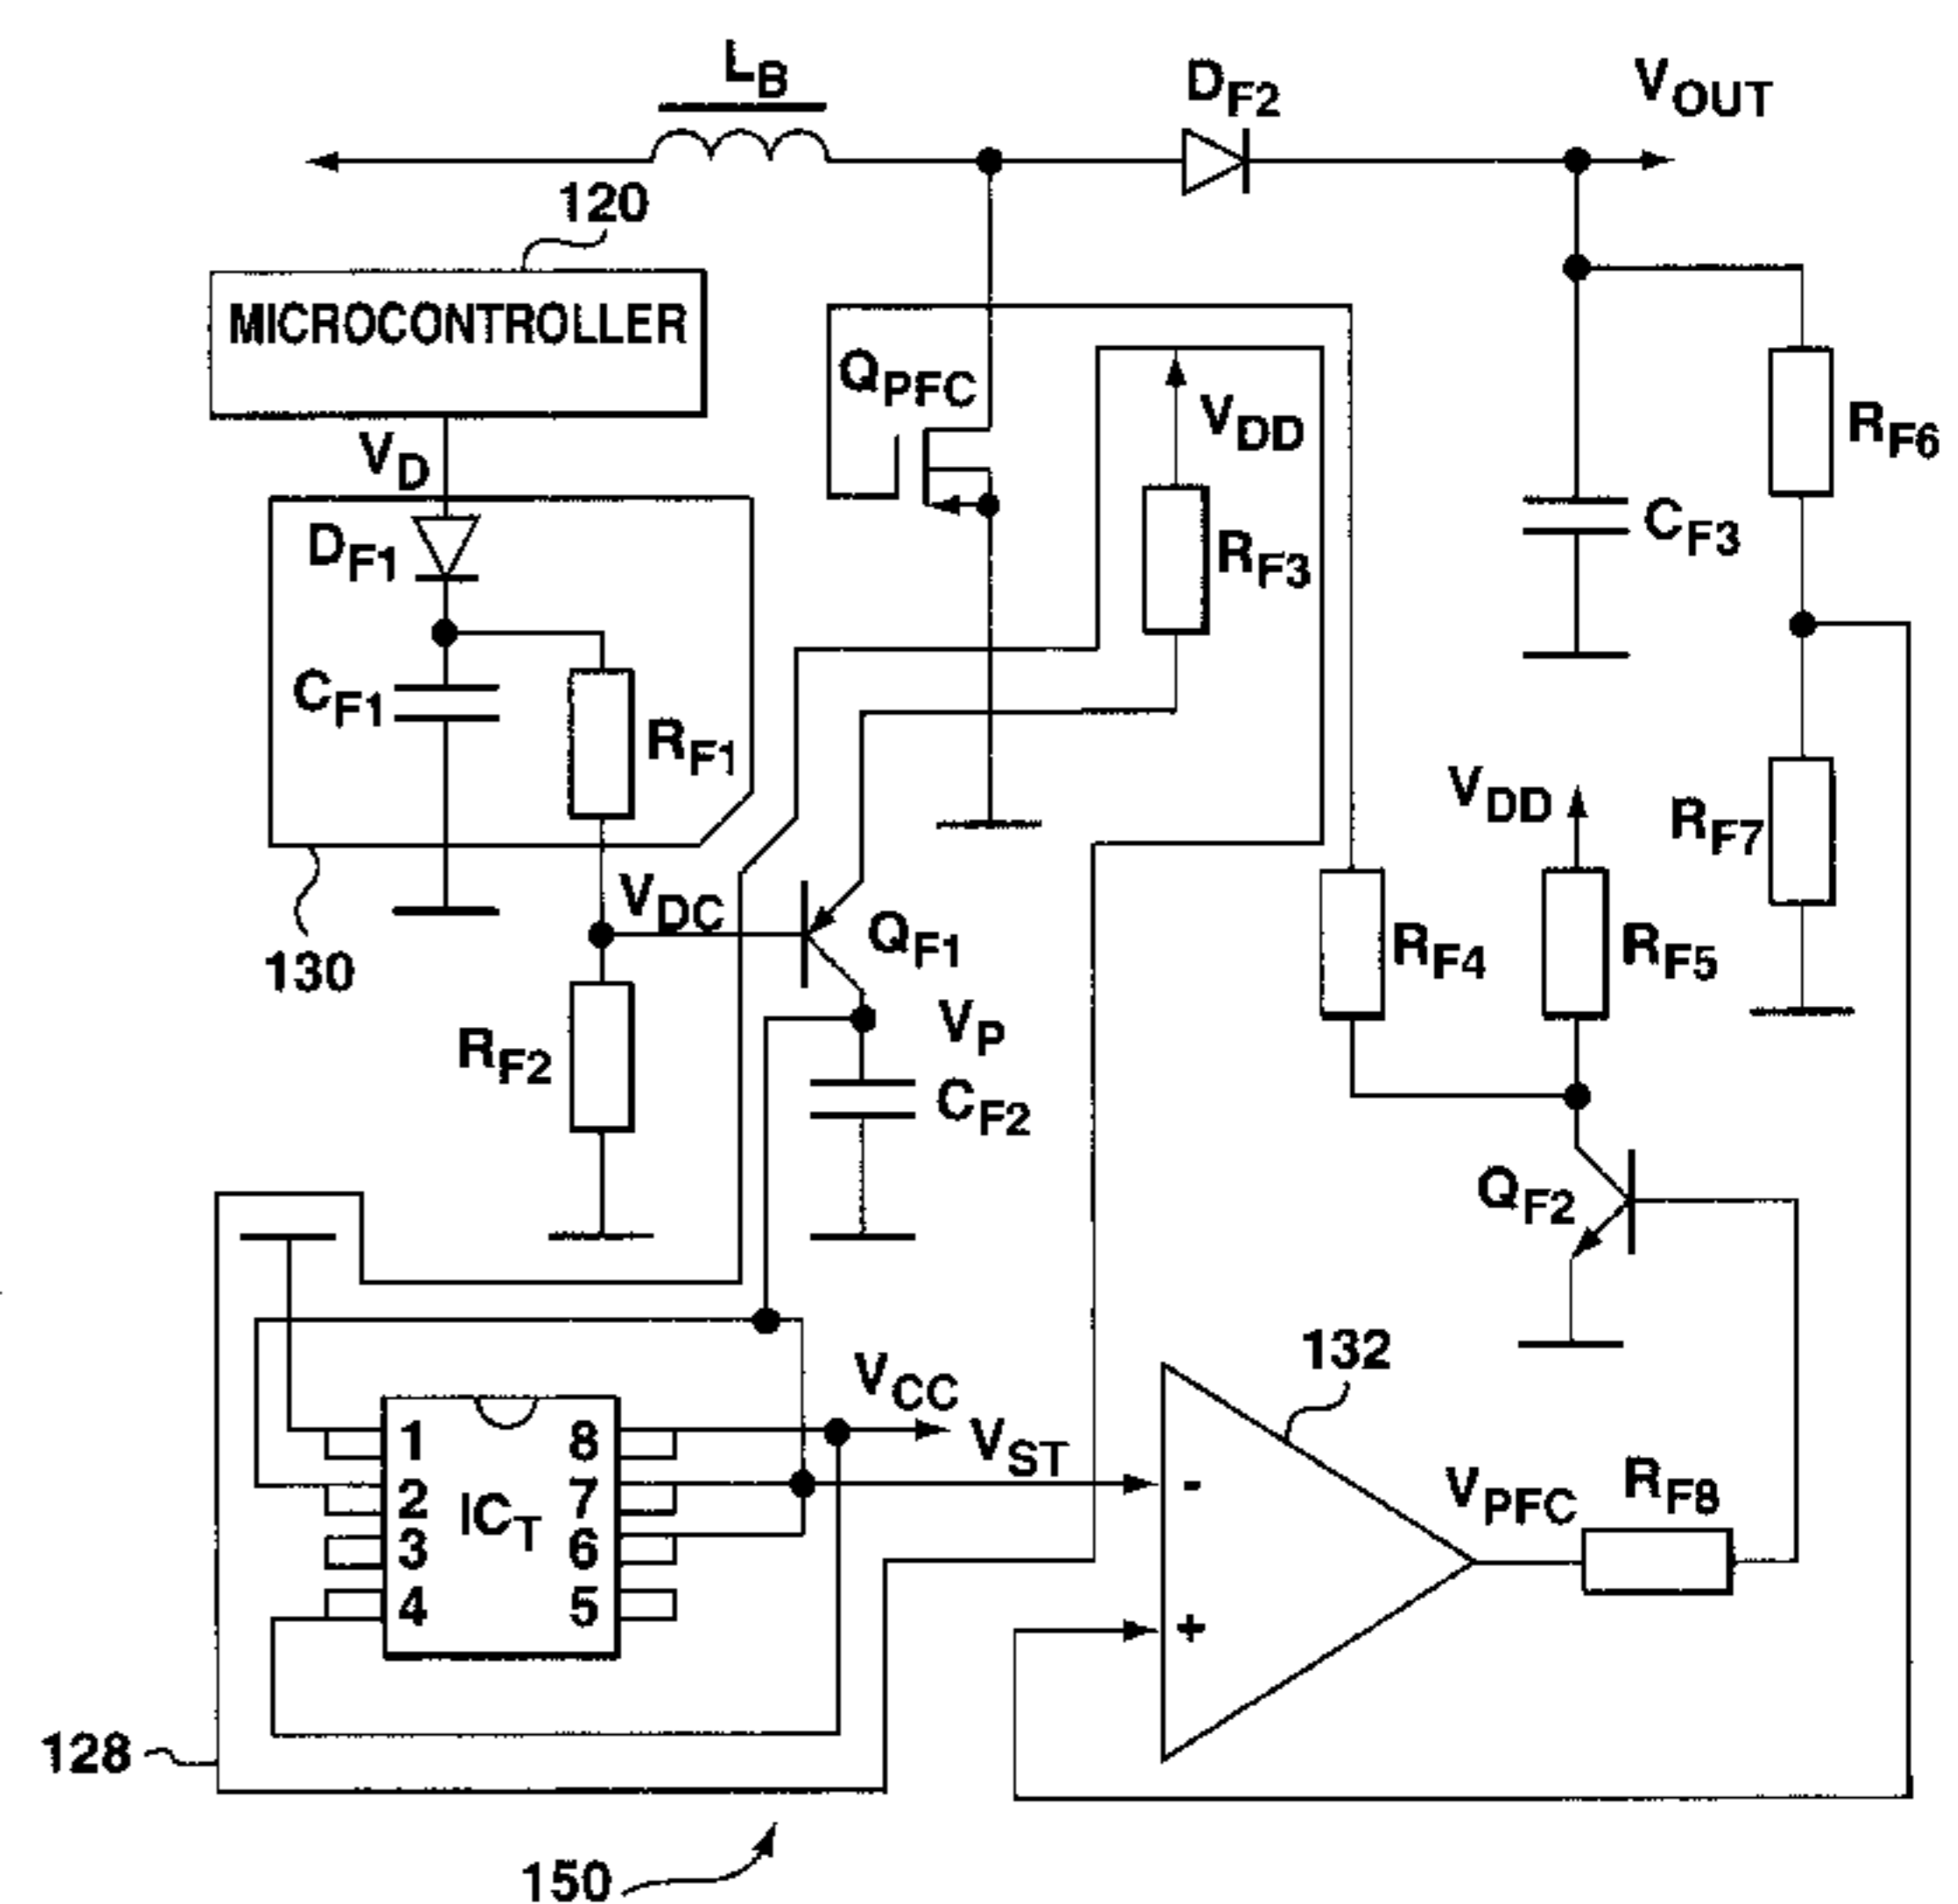 L_B
D_F2
V_OUT
120
MICROCONTROLLER
Q_PFC
V_DD
R_F6
V_D
D_F1
R_F3
C_F3
C_F1
R_F1
V_DD
R_F7
V_DC
Q_F1
R_F4
R_F5
130
V_P
R_F2
C_F2
Q_F2
132
V_CC
1 8
V_ST
2 7
-
IC_T
V_PFC
R_F8
3 6
4 5
+
128
150